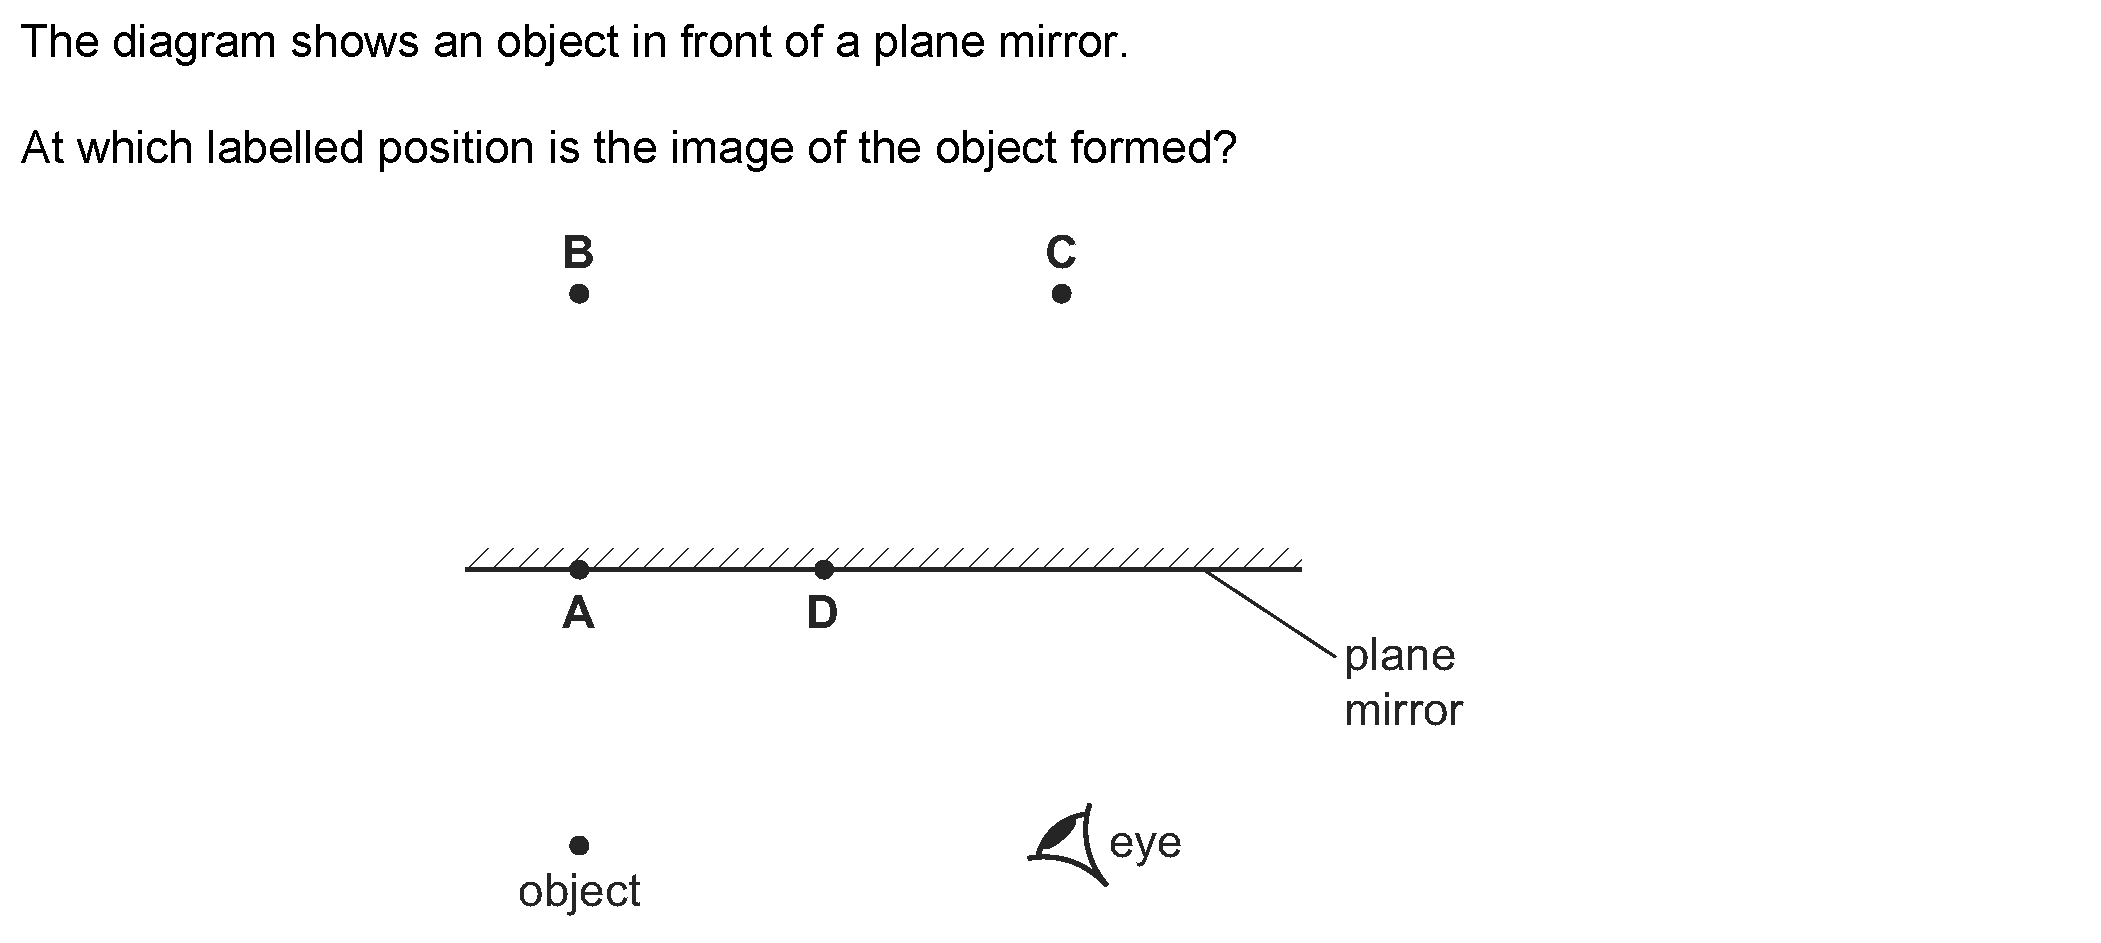 The diagram shows an object in front of a plane mirror.
At which labelled position is the image of the object formed?
B
C
A
D
plane
mirror
eye
object